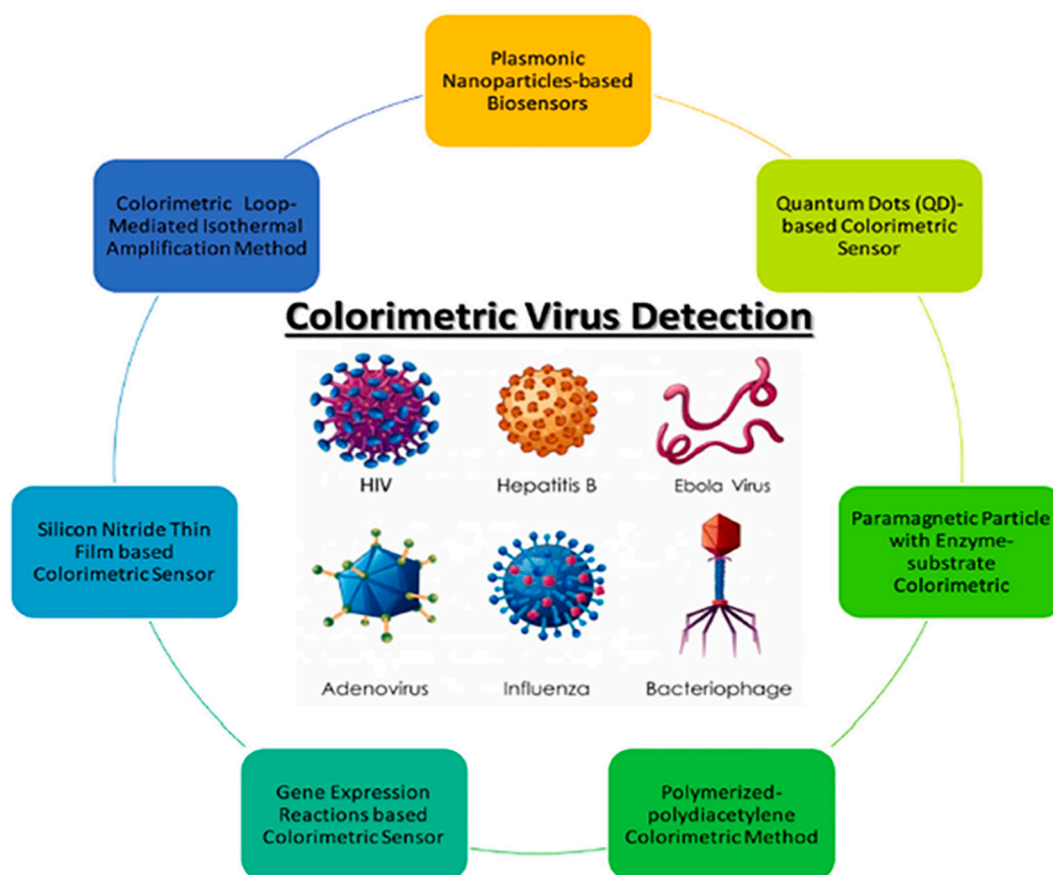 Plasmonic
Nanoparticles-based
Biosensors
Colorimetric Loop-
Mediated Isothermal
Amplification Method
Quantum Dots (QD)-
based Colorimetric
Sensor
Colorimetric Virus Detection
HIV
Hepatitis B
Ebola Virus
Silicon Nitride Thin
Film based
Colorimetric Sensor
Paramagnetic Particle
with Enzyme-
substrate
Colorimetric
Adenovirus
Influenza
Bacteriophage
Gene Expression
Reactions based
Colorimetric Sensor
Polymerized-
polydiacetylene
Colorimetric Method